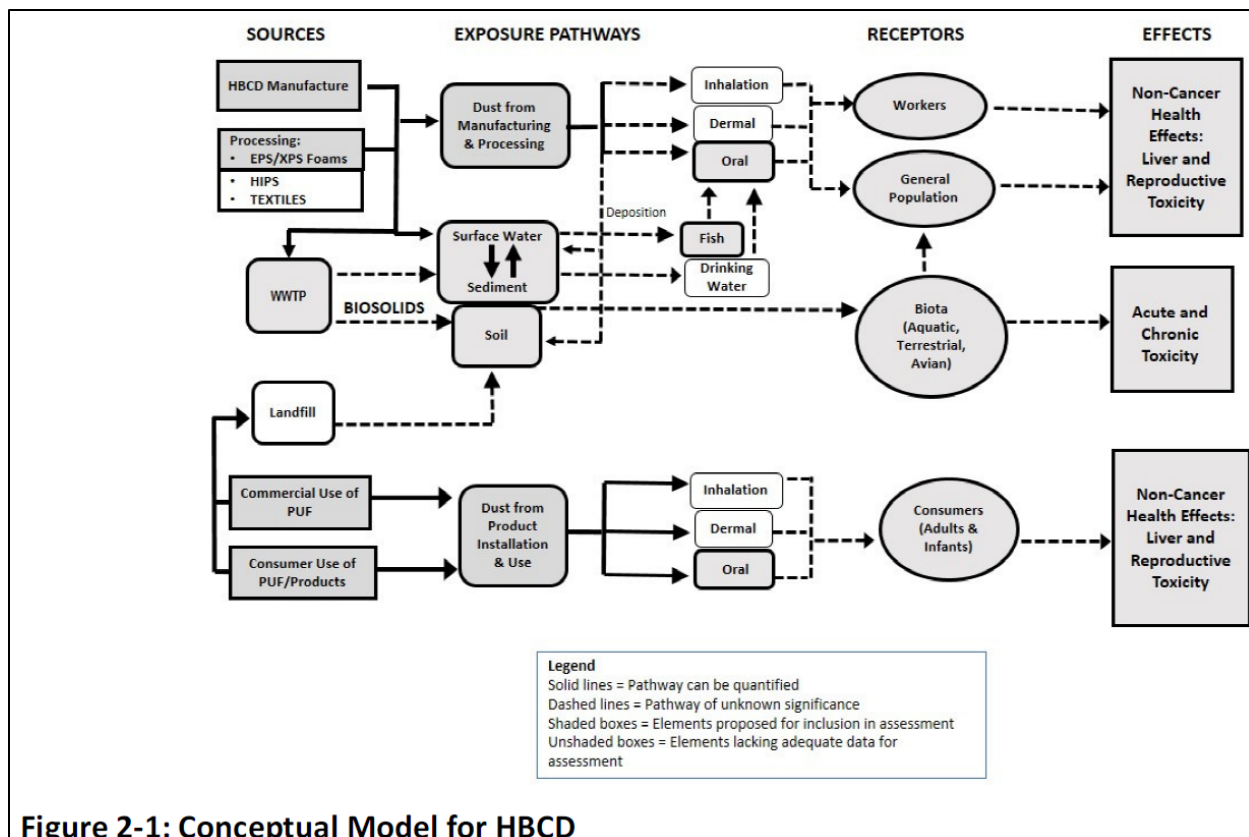 SOURCES
EXPOSURE PATHWAYS
RECEPTORS
EFFECTS
HBCD Manufacture
Processing:
• EPS/XPS Foams
• HIPS
• TEXTILES
Dust from
Manufacturing
& Processing
Inhalation
Dermal
Oral
Workers
General
Population
Non-Cancer
Health
Effects:
Liver and
Reproductive
Toxicity
Deposition
Surface Water
Sediment
Fish
Drinking
Water
WWTP
BIOSOLIDS
Soil
Biota
(Aquatic,
Terrestrial,
Avian)
Acute and
Chronic
Toxicity
Landfill
Commercial Use of
PUF
Consumer Use of
PUF/Products
Dust from
Product
Installation
& Use
Inhalation
Dermal
Oral
Consumers
(Adults &
Infants)
Non-Cancer
Health Effects:
Liver and
Reproductive
Toxicity
Legend
Solid lines = Pathway can be quantified
Dashed lines = Pathway of unknown significance
Shaded boxes = Elements proposed for inclusion in assessment
Unshaded boxes = Elements lacking adequate data for
assessment
Figure 2-1: Conceptual Model for HBCD